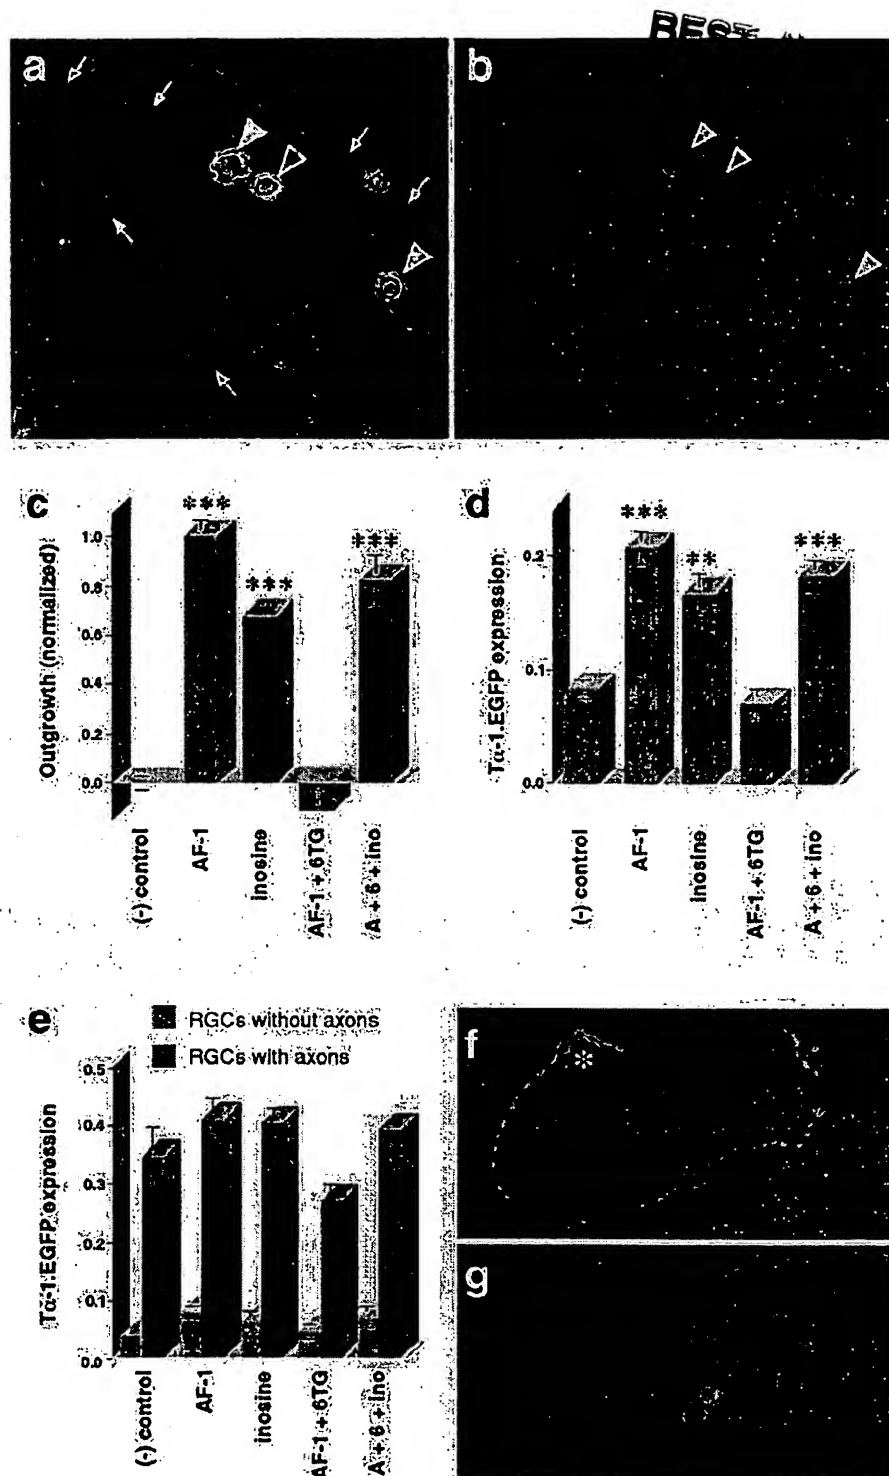 BEST
a
b
c
Outgrowth (normalized)
1.0
0.8
0.6
0.4
0.2
0.0
***
***
***
(-) control
AF-1
inosine
AF-1 + 6TG
A + 6 + ino
d
Tα-1:EGFP expression
0.2
0.1
0.0
***
**
***
(-) control
AF-1
inosine
AF-1 + 6TG
A + 6 + ino
e
RGCs without axons
RGCs with axons
Tα-1:EGFP expression
0.5
0.4
0.3
0.2
0.1
0.0
(-) control
AF-1
inosine
AF-1 + 6TG
A + 6 + ino
f
*
g